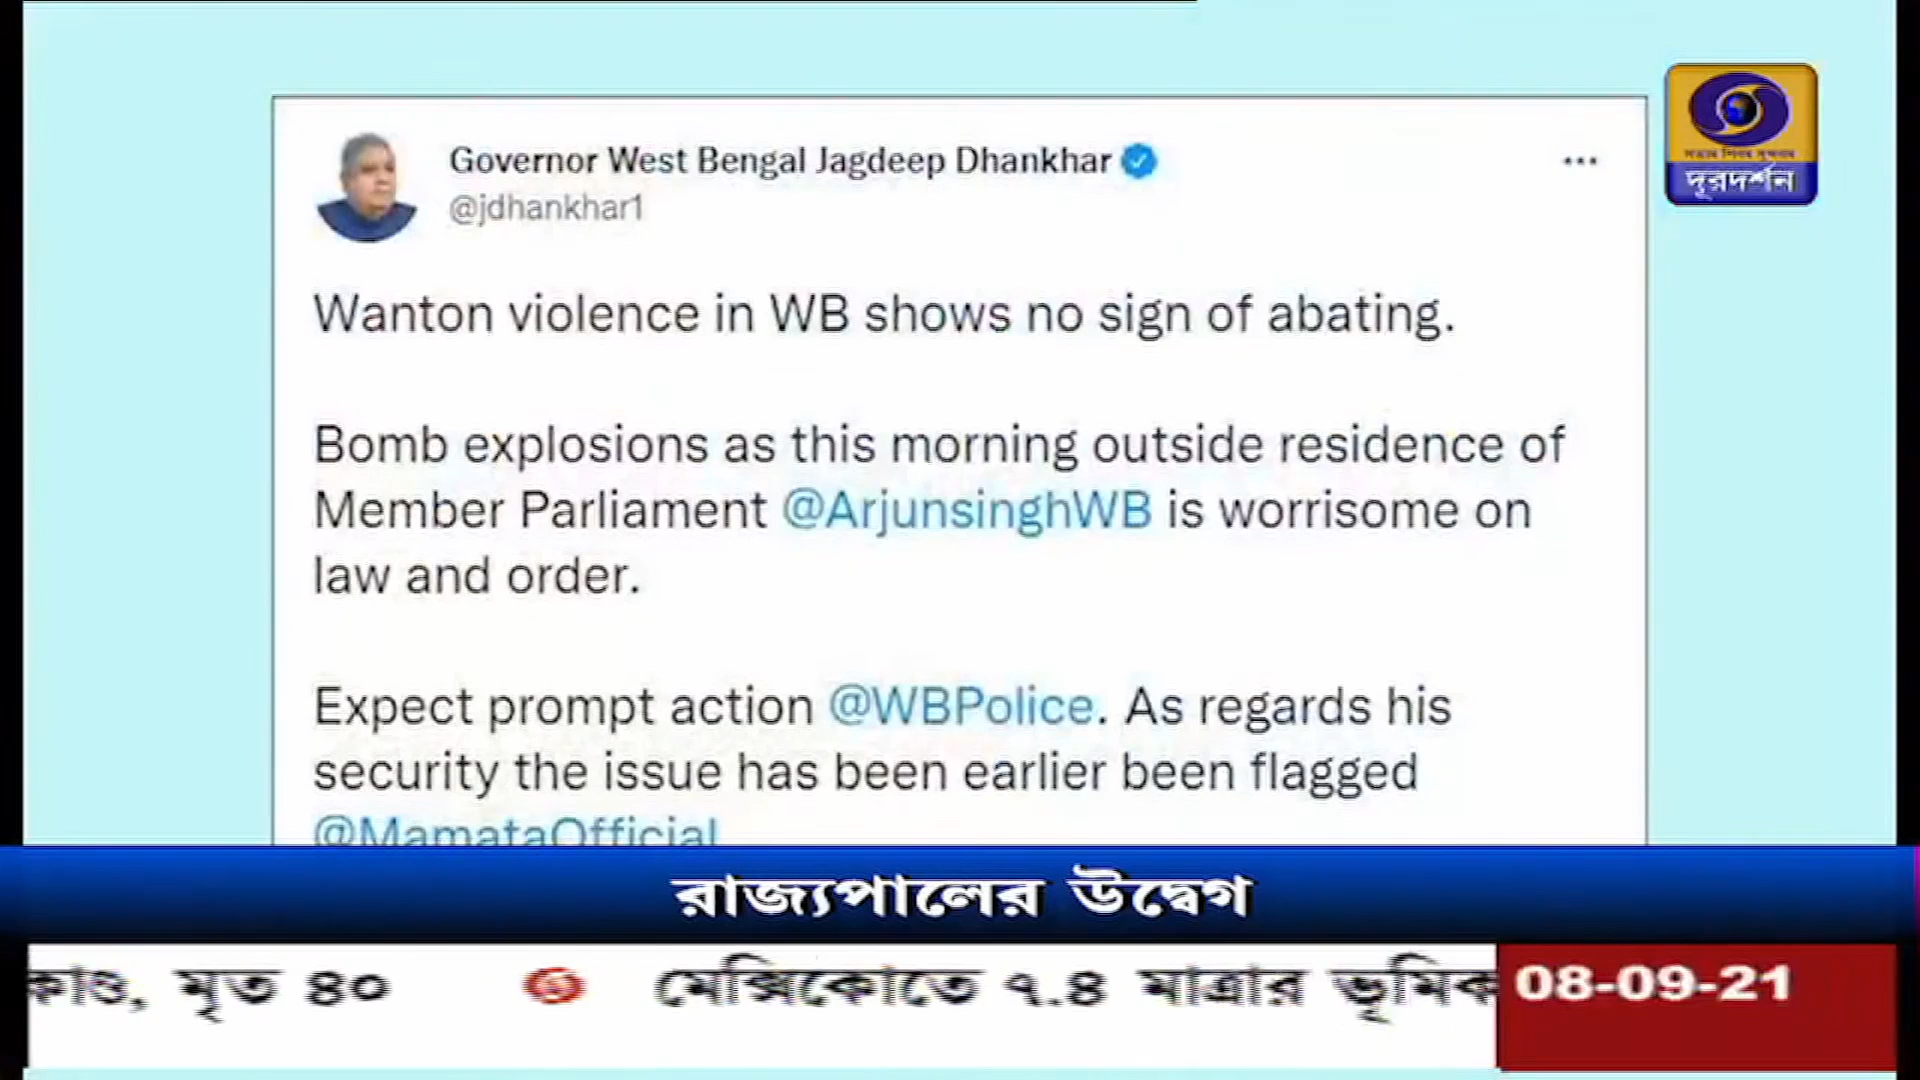 Governor West Bengal Jagdeep Dhankhar
@jdhankhar1
দূরদর্শন
Wanton violence in WB shows no sign of abating.
Bomb explosions as this morning outside residence of
Member Parliament @ArjunsinghWB is worrisome on
law and order.
Expect prompt action @WBPolice. As regards his
security the issue has been earlier been flagged
@MamataOfficial
রাজ্যপালের উদ্বেগ
মৃত ৪০
মেক্সিকোতে ৭.৪ মাত্রার
08-09-21